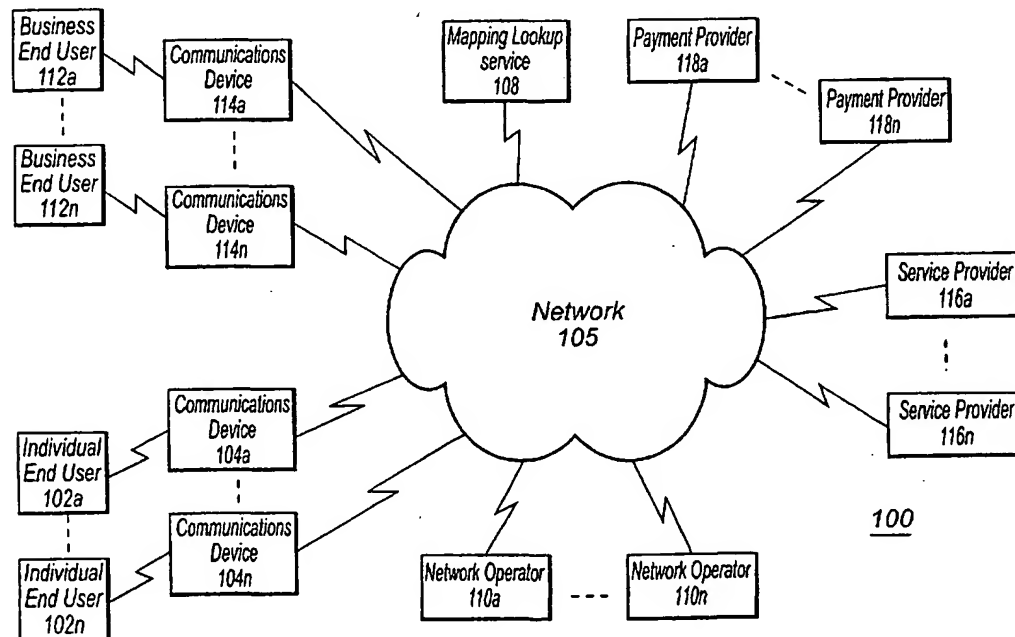 Business
End User
112a
Communications
Device
114a
Mapping Lookup
service
108
Payment Provider
118a
Payment Provider
118n
Business
End User
112n
Communications
Device
114n
Network
105
Service Provider
116a
Service Provider
116n
Communications
Device
104a
Individual
End User
102a
Communications
Device
104n
Individual
End User
102n
Network Operator
110a
Network Operator
110n
100